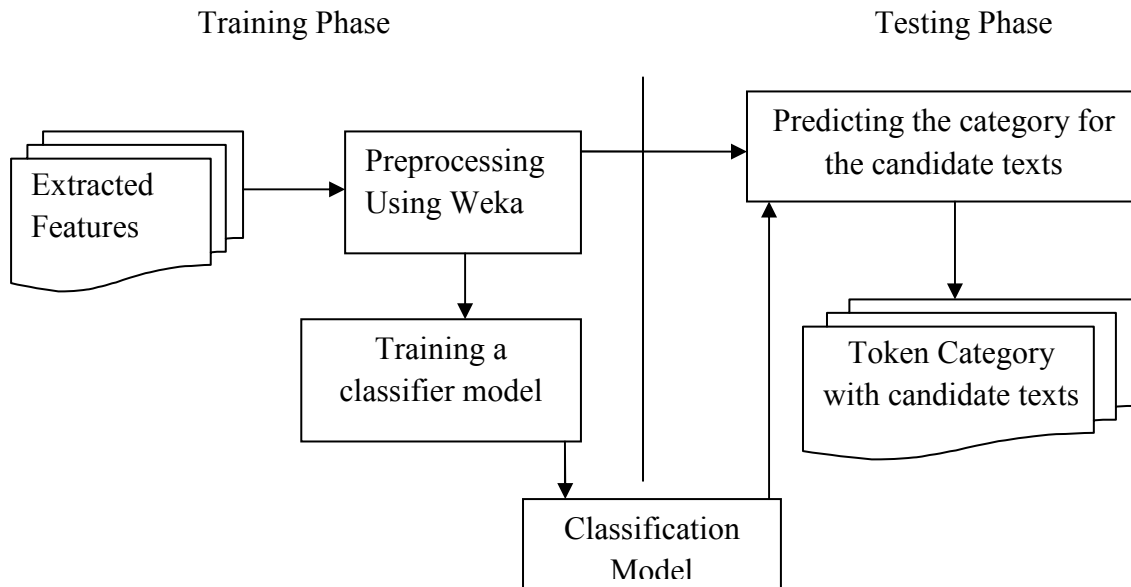 Training Phase
Testing Phase
Extracted
Features
Preprocessing
Using Weka
Training a
classifier model
Classification
Model
Predicting the category for
the candidate texts
Token Category
with candidate texts